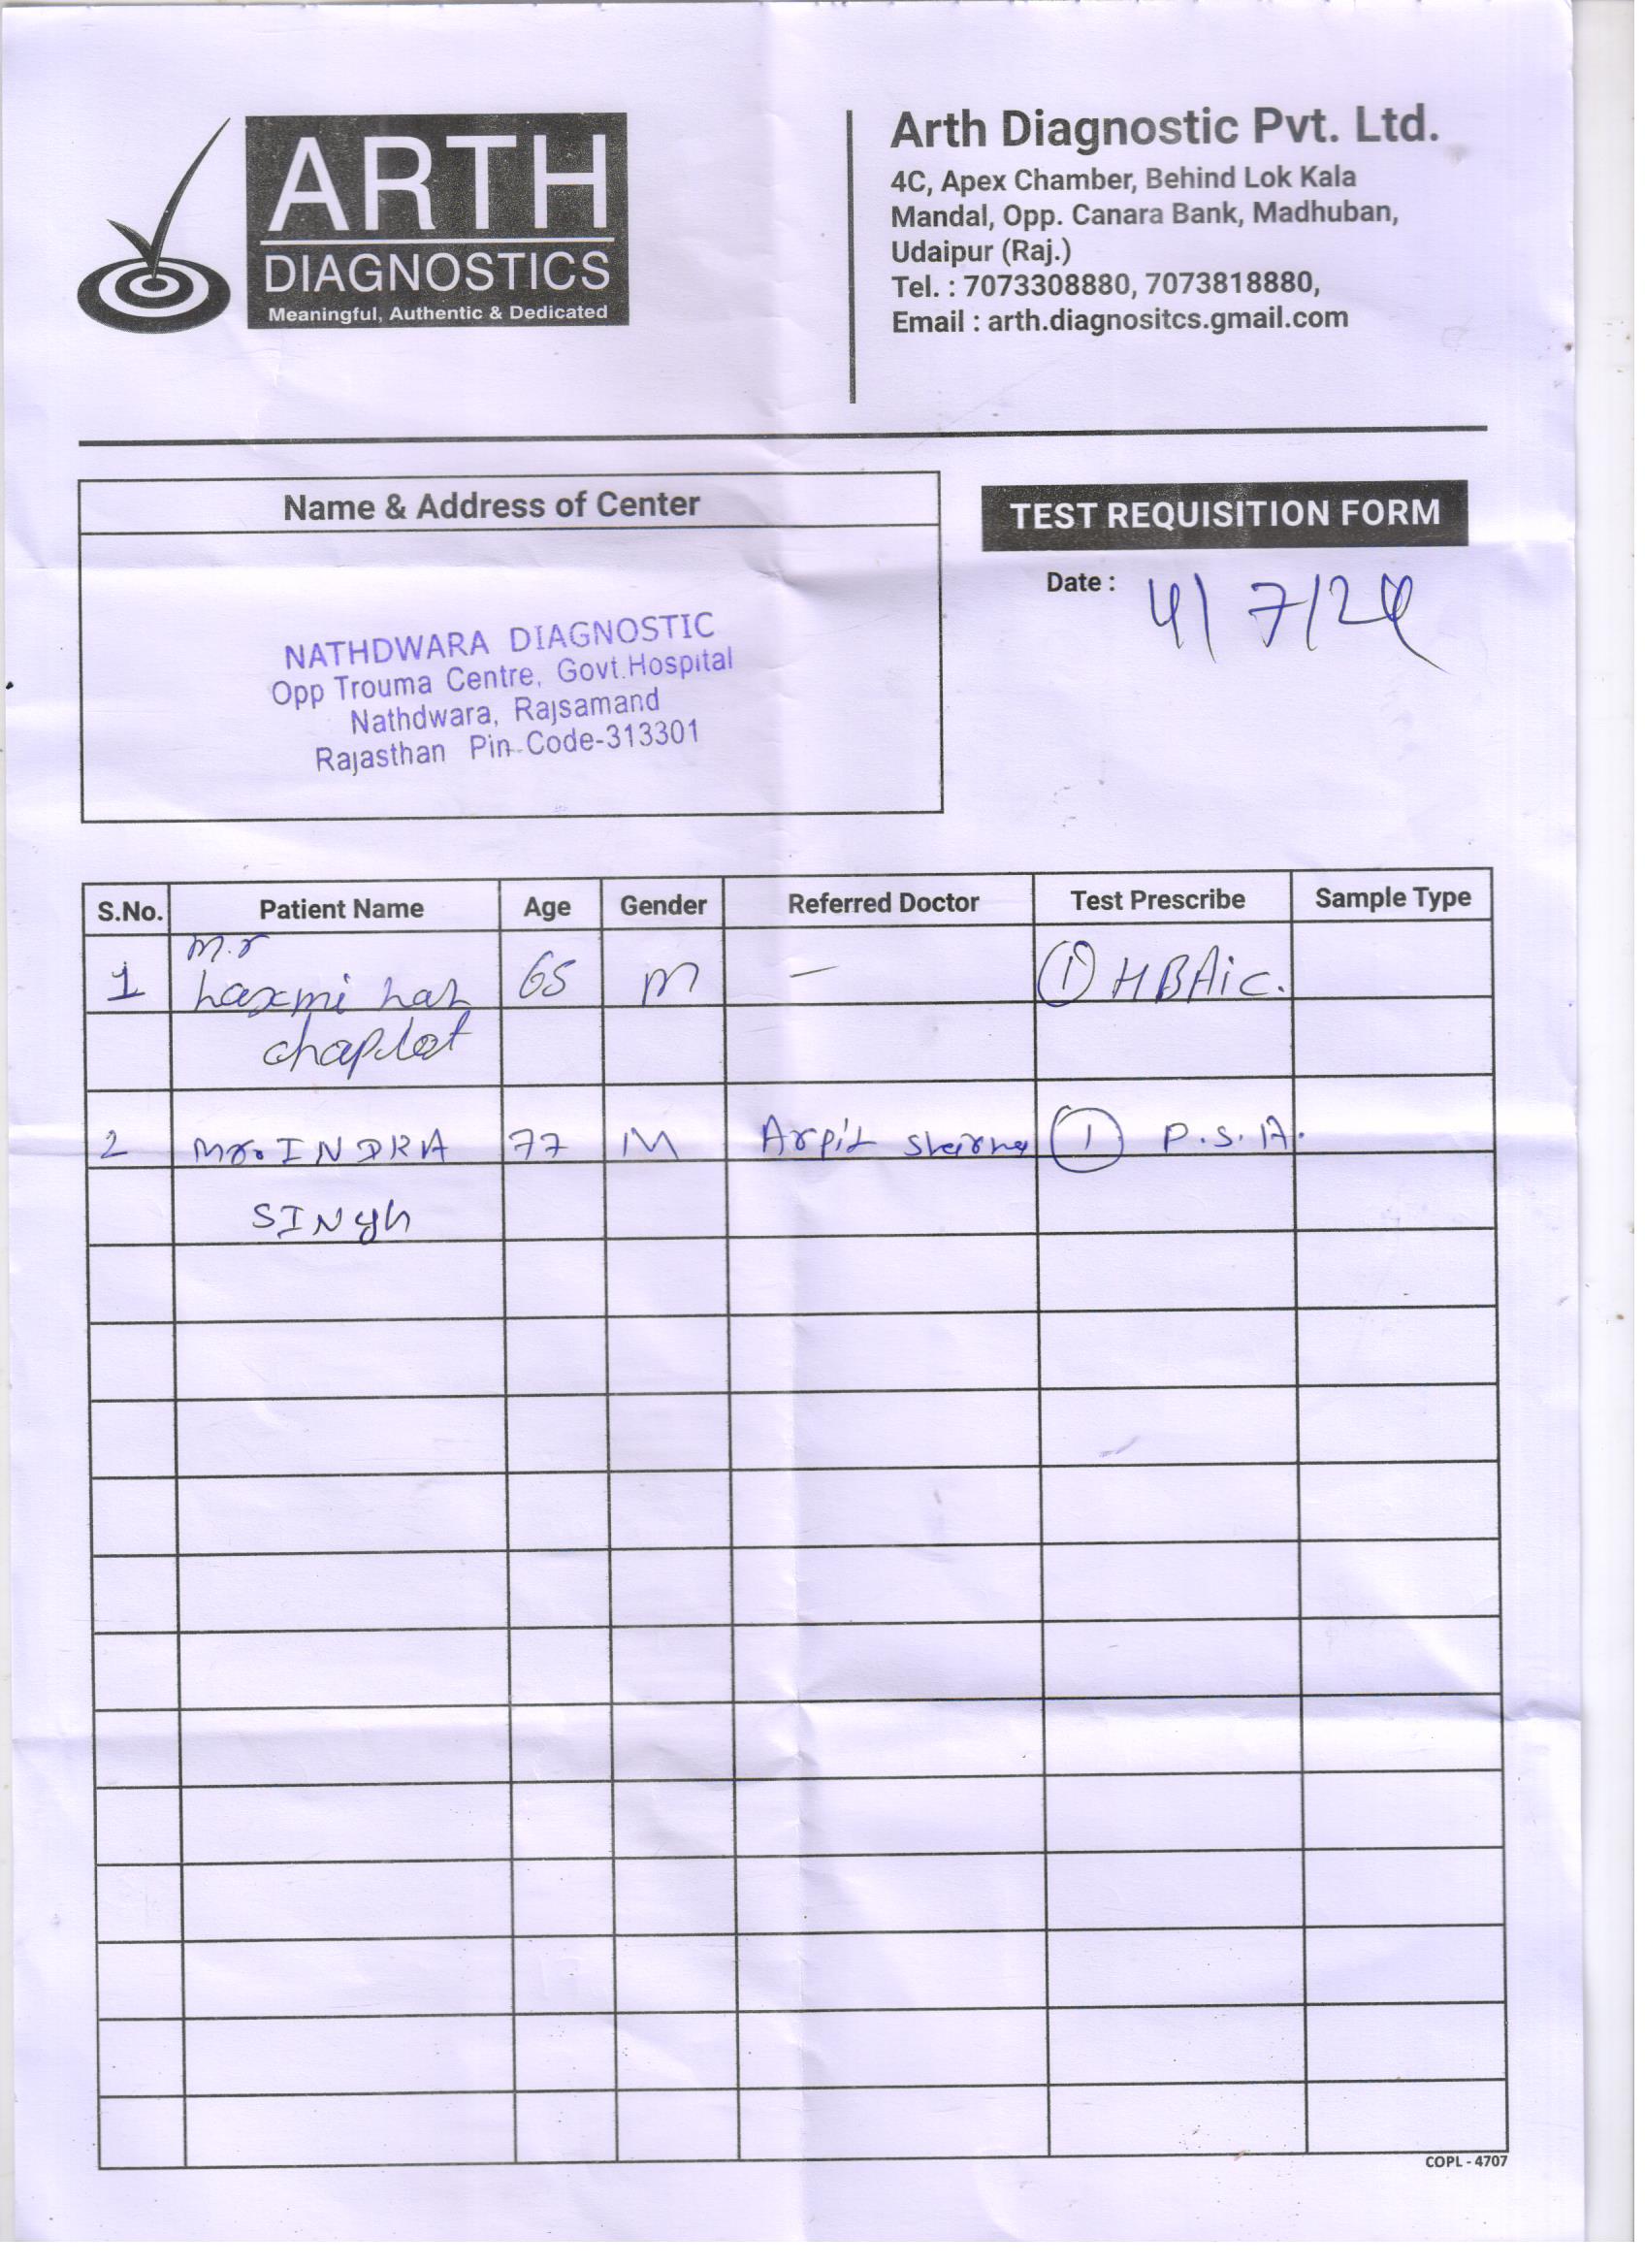 ARTH
DIAGNOSTICS
Meaningful, Authentic & Dedicated
Arth Diagnostic Pvt. Ltd.
4C, Apex Chamber, Behind Lok Kala
Mandal, Opp. Canara Bank, Madhuban,
Udaipur (Raj.)
Tel. : 7073308880, 7073818880,
Email : arth.diagnositcs.gmail.com
Name & Address of Center
NATHDWARA DIAGNOSTIC
Opp Trouma Centre, Govt.Hospital
Nathdwara, Rajsamand
Rajasthan Pin-Code-313301
TEST REQUISITION FORM
Date : 4/7/24
S.No. Patient Name Age Gender Referred Doctor Test Prescribe Sample Type
M.r
1 Laxmi Lal 65 M - ① HBAic.
chaplot
2 Mr. INDRA 77 M Arpit Sharma ① P.S.A.
SINgh
COPL - 4707